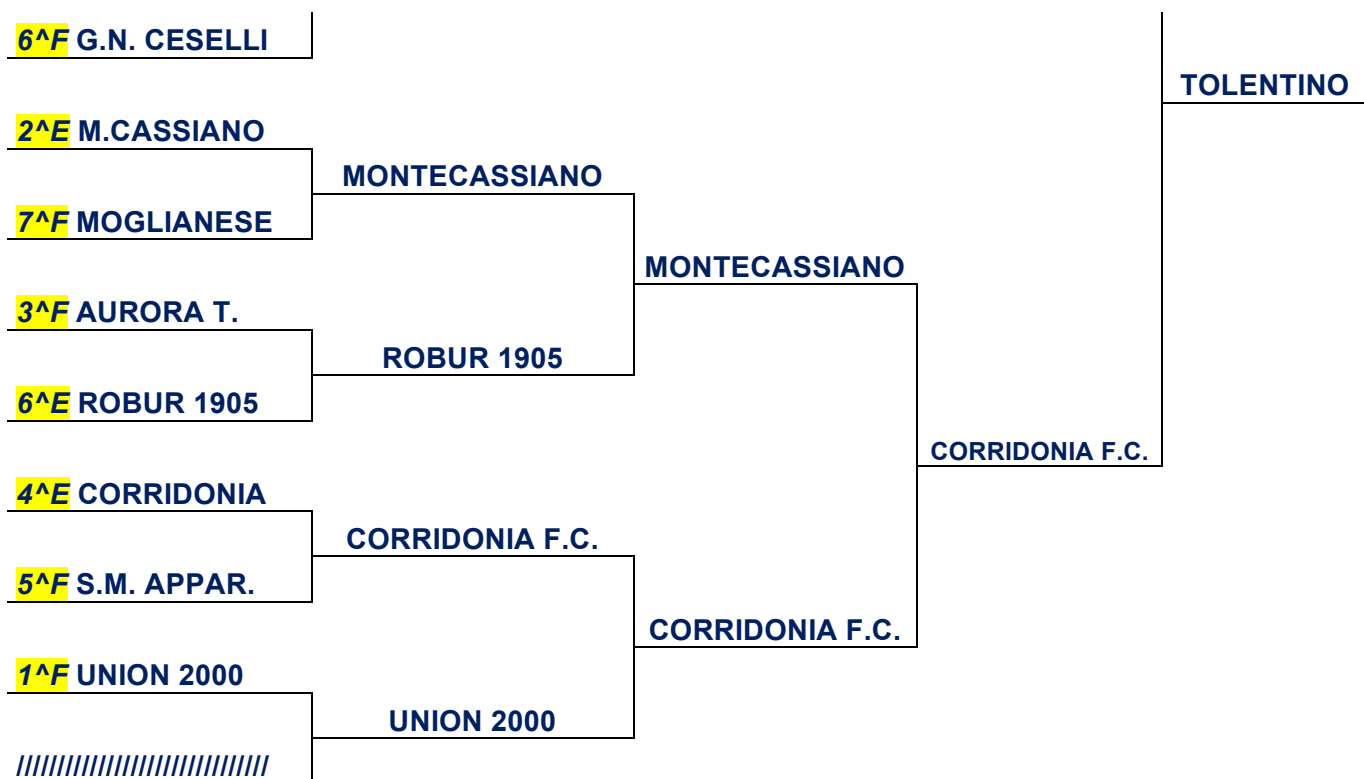 6^F G.N. CESELLI
TOLENTINO
2^E M.CASSIANO
MONTECASSIANO
7^F MOGLIANESE
MONTECASSIANO
3^F AURORA T.
ROBUR 1905
6^E ROBUR 1905
CORRIDONIA F.C.
4^E CORRIDONIA
CORRIDONIA F.C.
5^F S.M. APPAR.
CORRIDONIA F.C.
1^F UNION 2000
UNION 2000
///////////////////////////////